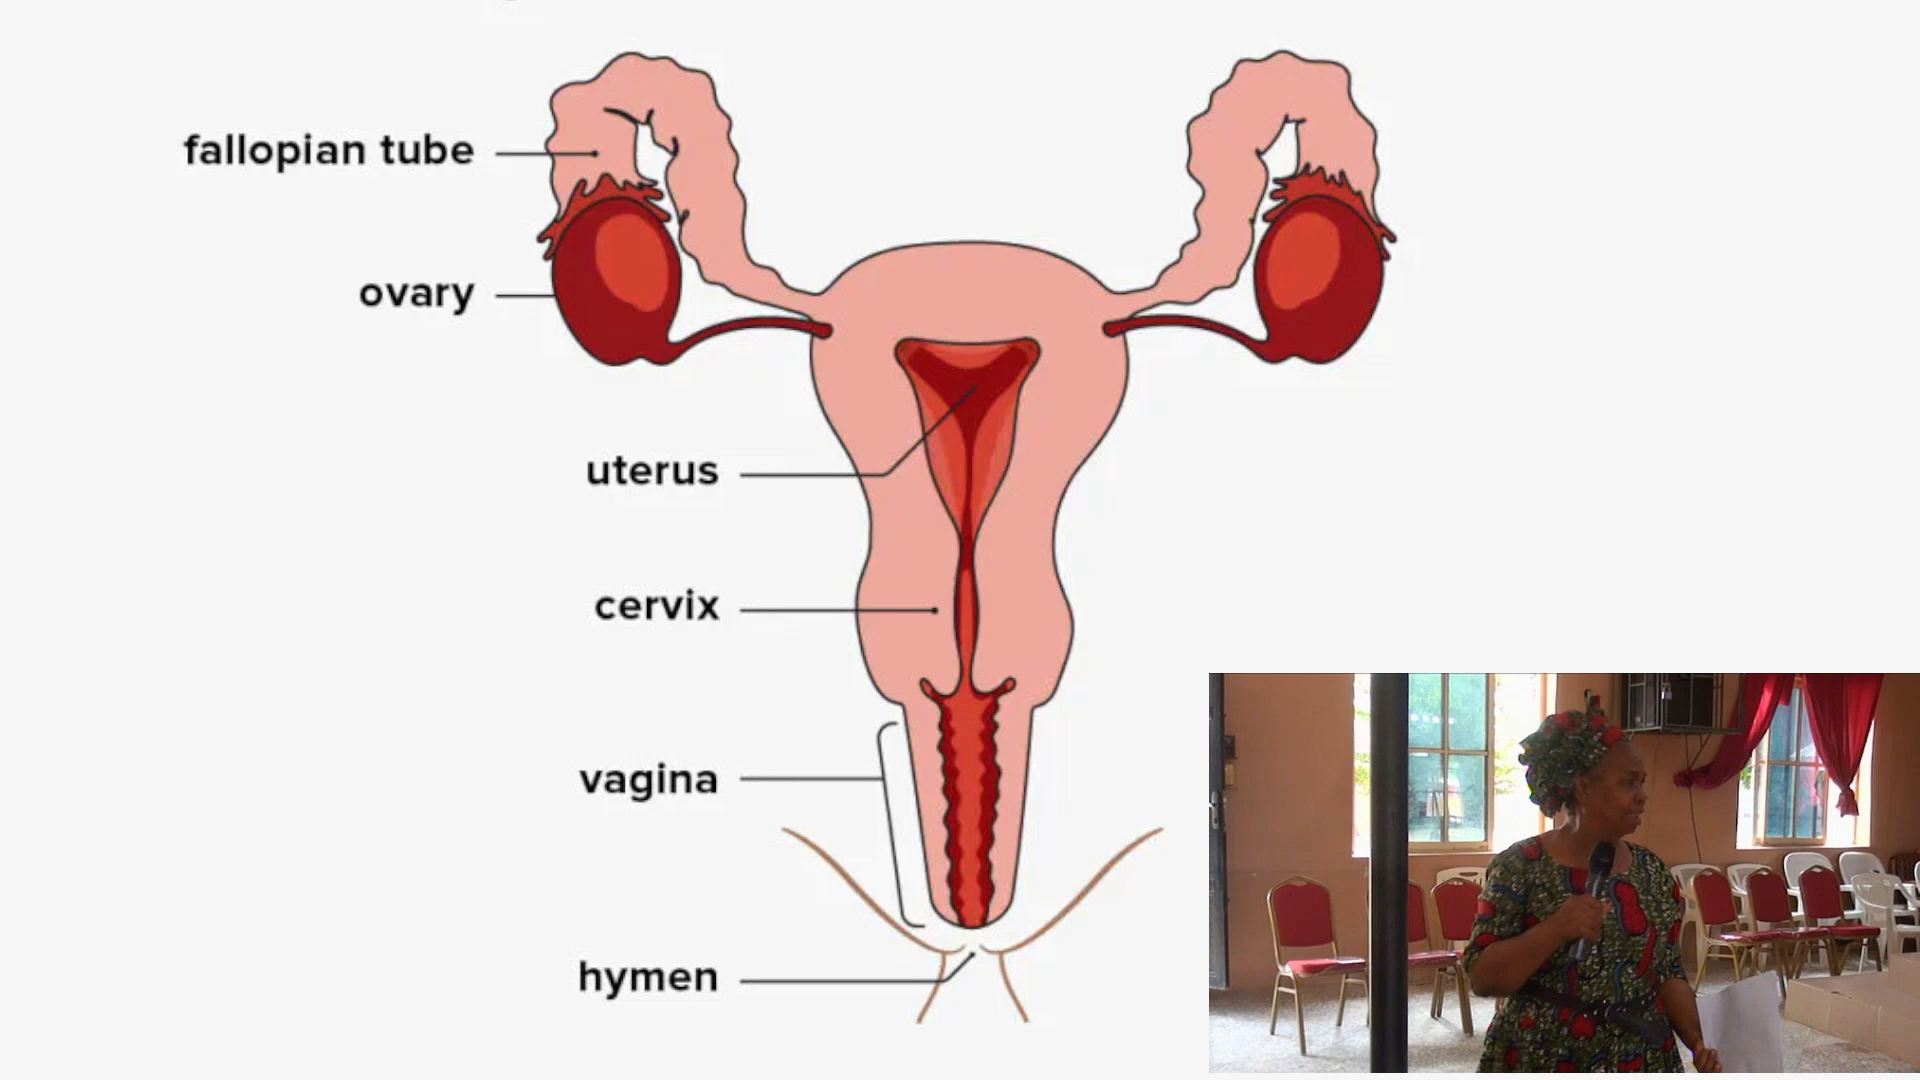 fallopian tube
ovary
uterus
cervix
vagina
hymen